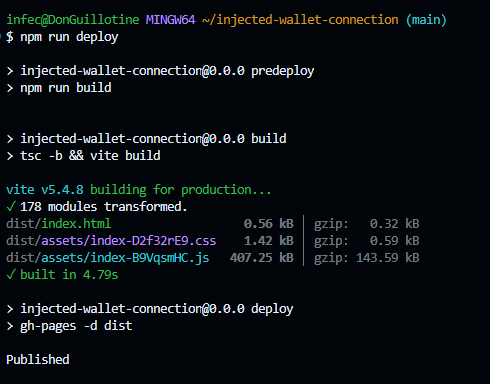 infec@DonGuillotine MINGW64 ~/injected-wallet-connection (main)
$ npm run deploy
> injected-wallet-connection@0.0.0 predeploy
> npm run build
> injected-wallet-connection@0.0.0 build
> tsc -b && vite build
vite v5.4.8 building for production...
✓ 178 modules transformed.
dist/index.html                   0.56 kB │ gzip:   0.32 kB
dist/assets/index-D2f32rE9.css    1.42 kB │ gzip:   0.59 kB
dist/assets/index-B9VqsmHC.js   407.25 kB │ gzip: 143.59 kB
✓ built in 4.79s
> injected-wallet-connection@0.0.0 deploy
> gh-pages -d dist
Published